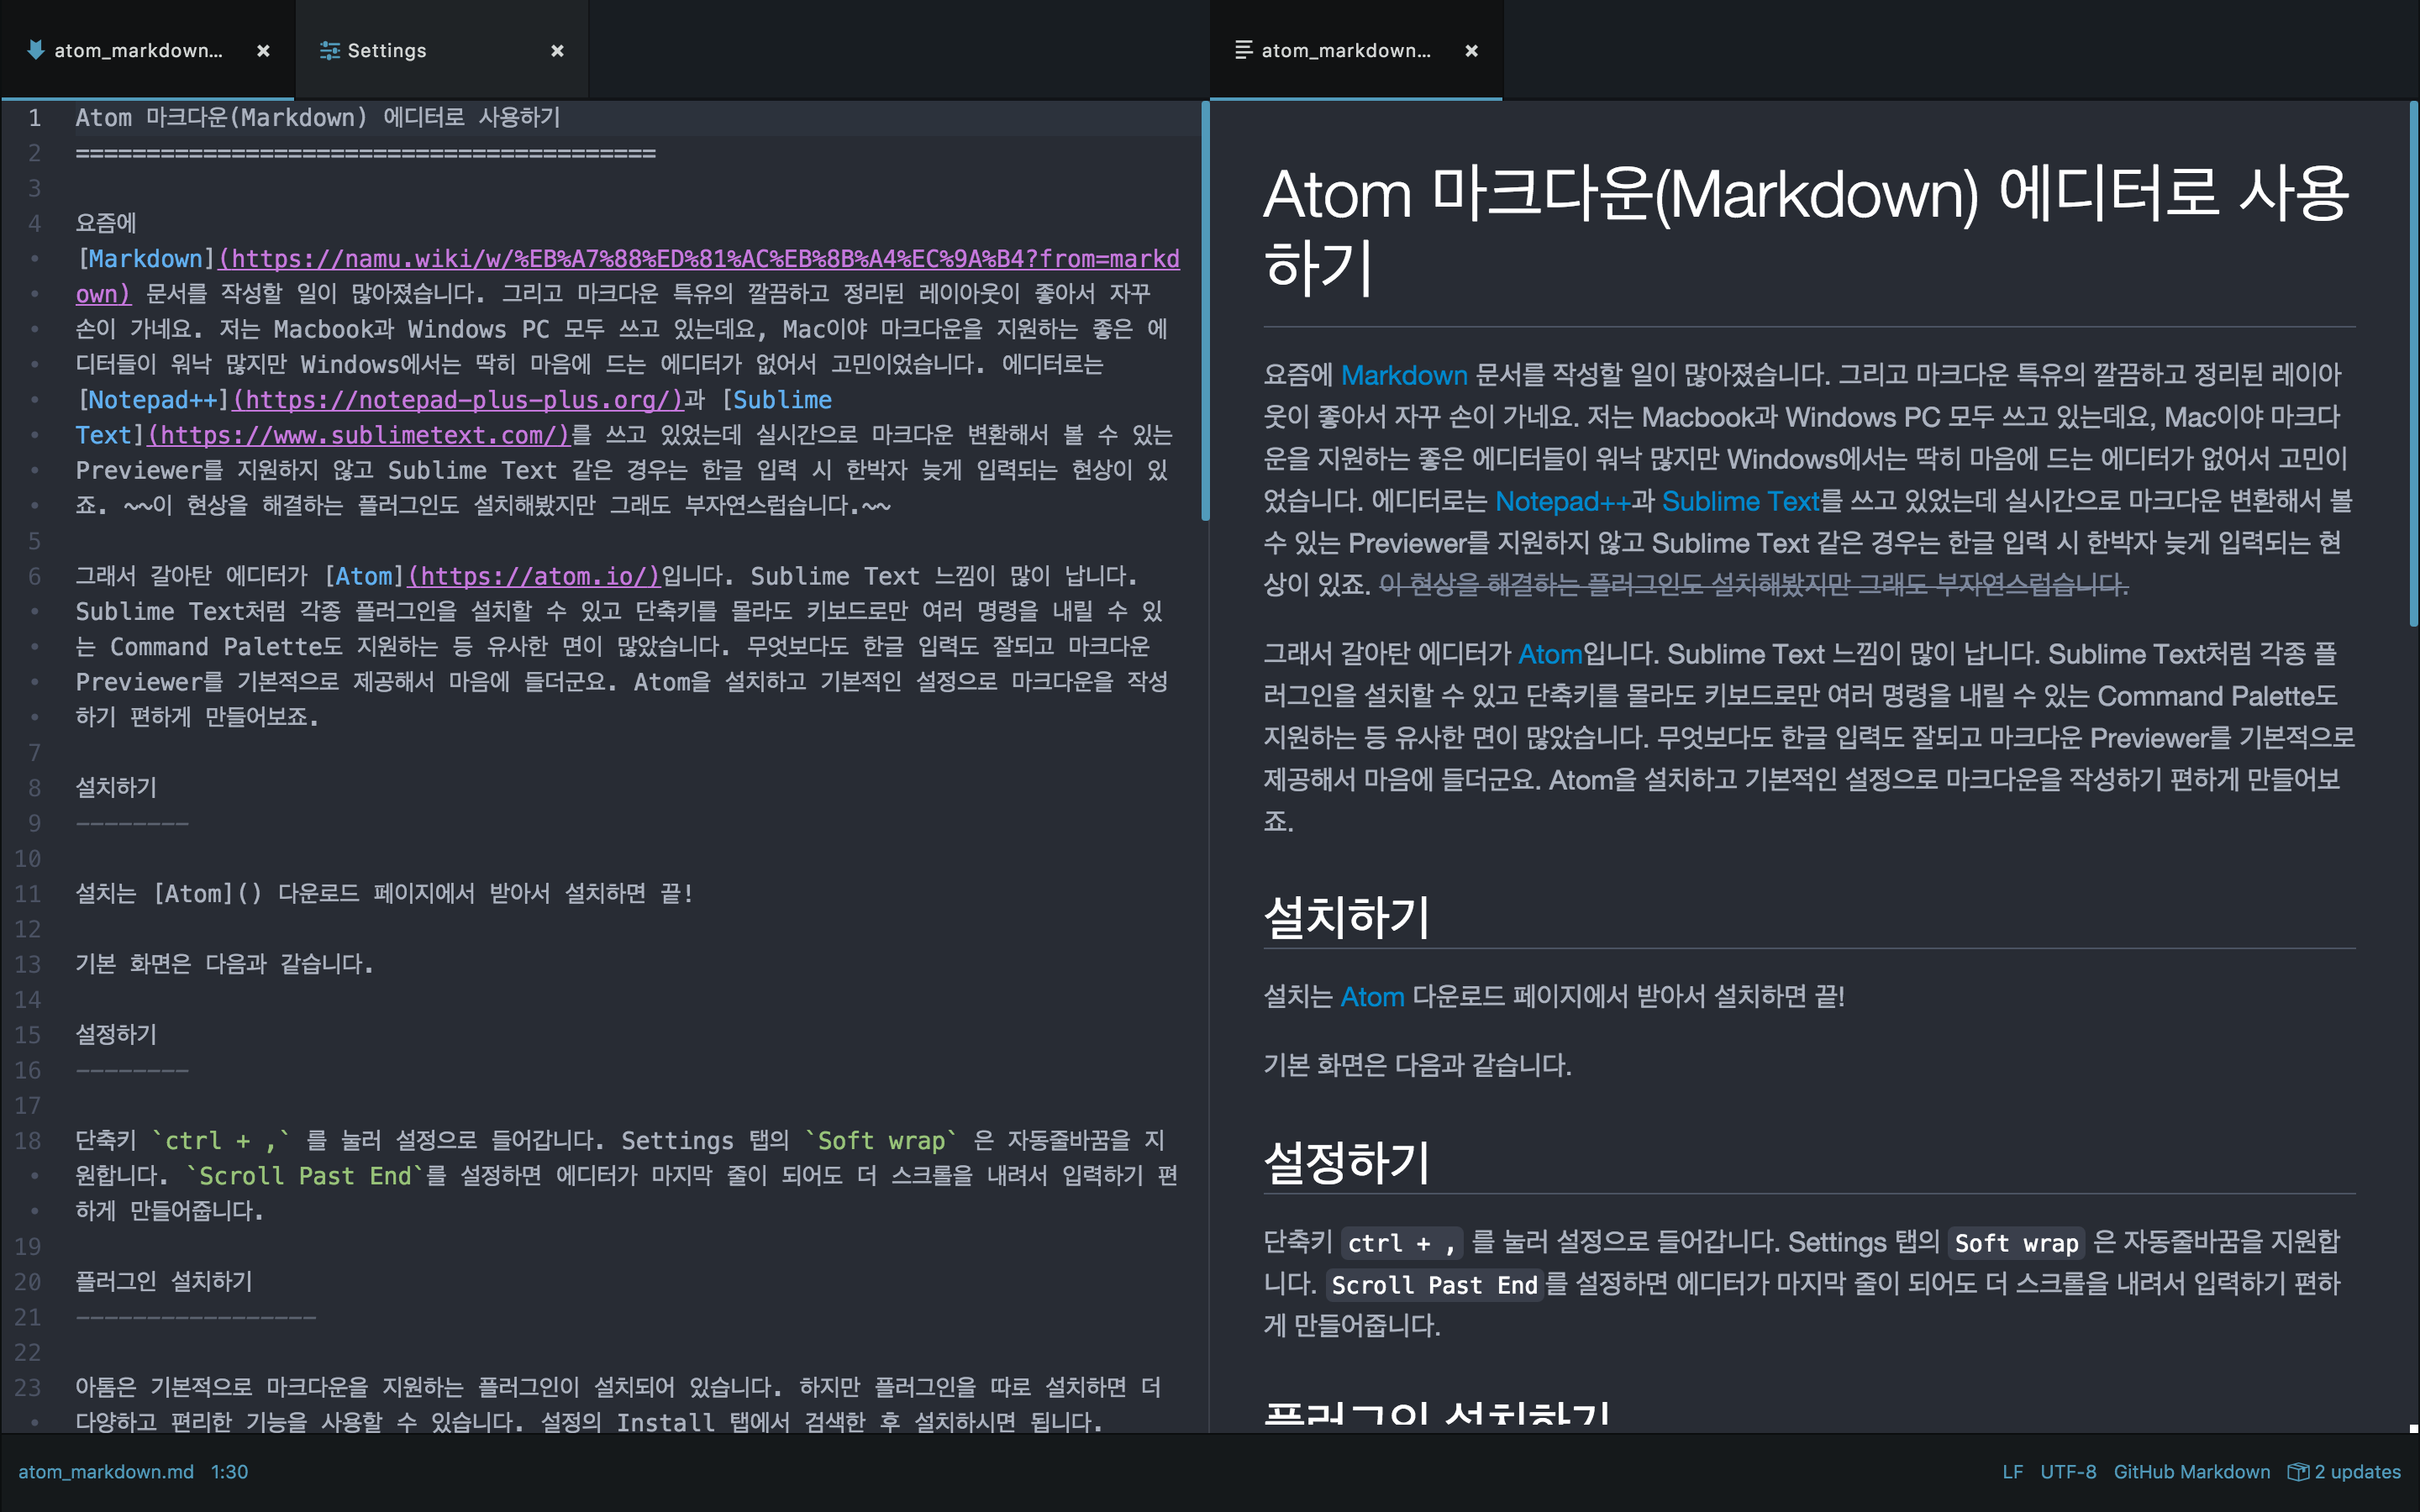 atom_markdown...
Settings
atom_markdown...
1 Atom 마크다운(Markdown) 에디터로 사용하기
2 =========================================
3
4 요즘에
[Markdown](https://namu.wiki/w/%EB%A7%88%ED%81%AC%EB%8B%A4%EC%9A%B4?from=markd
own) 문서를 작성할 일이 많아졌습니다. 그리고 마크다운 특유의 깔끔하고 정리된 레이아웃이 좋아서 자꾸
손이 가네요. 저는 Macbook과 Windows PC 모두 쓰고 있는데요, Mac이야 마크다운을 지원하는 좋은 에
디터들이 워낙 많지만 Windows에서는 딱히 마음에 드는 에디터가 없어서 고민이었습니다. 에디터로는
[Notepad++](https://notepad-plus-plus.org/)과 [Sublime
Text](https://www.sublimetext.com/)를 쓰고 있었는데 실시간으로 마크다운 변환해서 볼 수 있는
Previewer를 지원하지 않고 Sublime Text 같은 경우는 한글 입력 시 한박자 늦게 입력되는 현상이 있
죠. ~~이 현상을 해결하는 플러그인도 설치해봤지만 그래도 부자연스럽습니다.~~
5
6 그래서 갈아탄 에디터가 [Atom](https://atom.io/)입니다. Sublime Text 느낌이 많이 납니다.
Sublime Text처럼 각종 플러그인을 설치할 수 있고 단축키를 몰라도 키보드로만 여러 명령을 내릴 수 있
는 Command Palette도 지원하는 등 유사한 면이 많았습니다. 무엇보다도 한글 입력도 잘되고 마크다운
Previewer를 기본적으로 제공해서 마음에 들더군요. Atom을 설치하고 기본적인 설정으로 마크다운을 작성
하기 편하게 만들어보죠.
7
8 설치하기
9 --------
10
11 설치는 [Atom]() 다운로드 페이지에서 받아서 설치하면 끝!
12
13 기본 화면은 다음과 같습니다.
14
15 설정하기
16 --------
17
18 단축키 `ctrl + ,` 를 눌러 설정으로 들어갑니다. Settings 탭의 `Soft wrap` 은 자동줄바꿈을 지
원합니다. `Scroll Past End`를 설정하면 에디터가 마지막 줄이 되어도 더 스크롤을 내려서 입력하기 편
하게 만들어줍니다.
19
20 플러그인 설치하기
21 -----------------
22
23 아톰은 기본적으로 마크다운을 지원하는 플러그인이 설치되어 있습니다. 하지만 플러그인을 따로 설치하면 더
다양하고 편리한 기능을 사용할 수 있습니다. 설정의 Install 탭에서 검색한 후 설치하시면 됩니다.
Atom 마크다운(Markdown) 에디터로 사용
하기
요즘에 Markdown 문서를 작성할 일이 많아졌습니다. 그리고 마크다운 특유의 깔끔하고 정리된 레이아
웃이 좋아서 자꾸 손이 가네요. 저는 Macbook과 Windows PC 모두 쓰고 있는데요, Mac이야 마크다
운을 지원하는 좋은 에디터들이 워낙 많지만 Windows에서는 딱히 마음에 드는 에디터가 없어서 고민이
었습니다. 에디터로는 Notepad++과 Sublime Text를 쓰고 있었는데 실시간으로 마크다운 변환해서 볼
수 있는 Previewer를 지원하지 않고 Sublime Text 같은 경우는 한글 입력 시 한박자 늦게 입력되는 현
상이 있죠. 이 현상을 해결하는 플러그인도 설치해봤지만 그래도 부자연스럽습니다.
그래서 갈아탄 에디터가 Atom입니다. Sublime Text 느낌이 많이 납니다. Sublime Text처럼 각종 플
러그인을 설치할 수 있고 단축키를 몰라도 키보드로만 여러 명령을 내릴 수 있는 Command Palette도
지원하는 등 유사한 면이 많았습니다. 무엇보다도 한글 입력도 잘되고 마크다운 Previewer를 기본적으로
제공해서 마음에 들더군요. Atom을 설치하고 기본적인 설정으로 마크다운을 작성하기 편하게 만들어보
죠.
설치하기
설치는 Atom 다운로드 페이지에서 받아서 설치하면 끝!
기본 화면은 다음과 같습니다.
설정하기
단축키 ctrl + , 를 눌러 설정으로 들어갑니다. Settings 탭의 Soft wrap 은 자동줄바꿈을 지원합
니다. Scroll Past End를 설정하면 에디터가 마지막 줄이 되어도 더 스크롤을 내려서 입력하기 편하
게 만들어줍니다.
플러그인 설치하기
atom_markdown.md 1:30
LF UTF-8 GitHub Markdown 2 updates